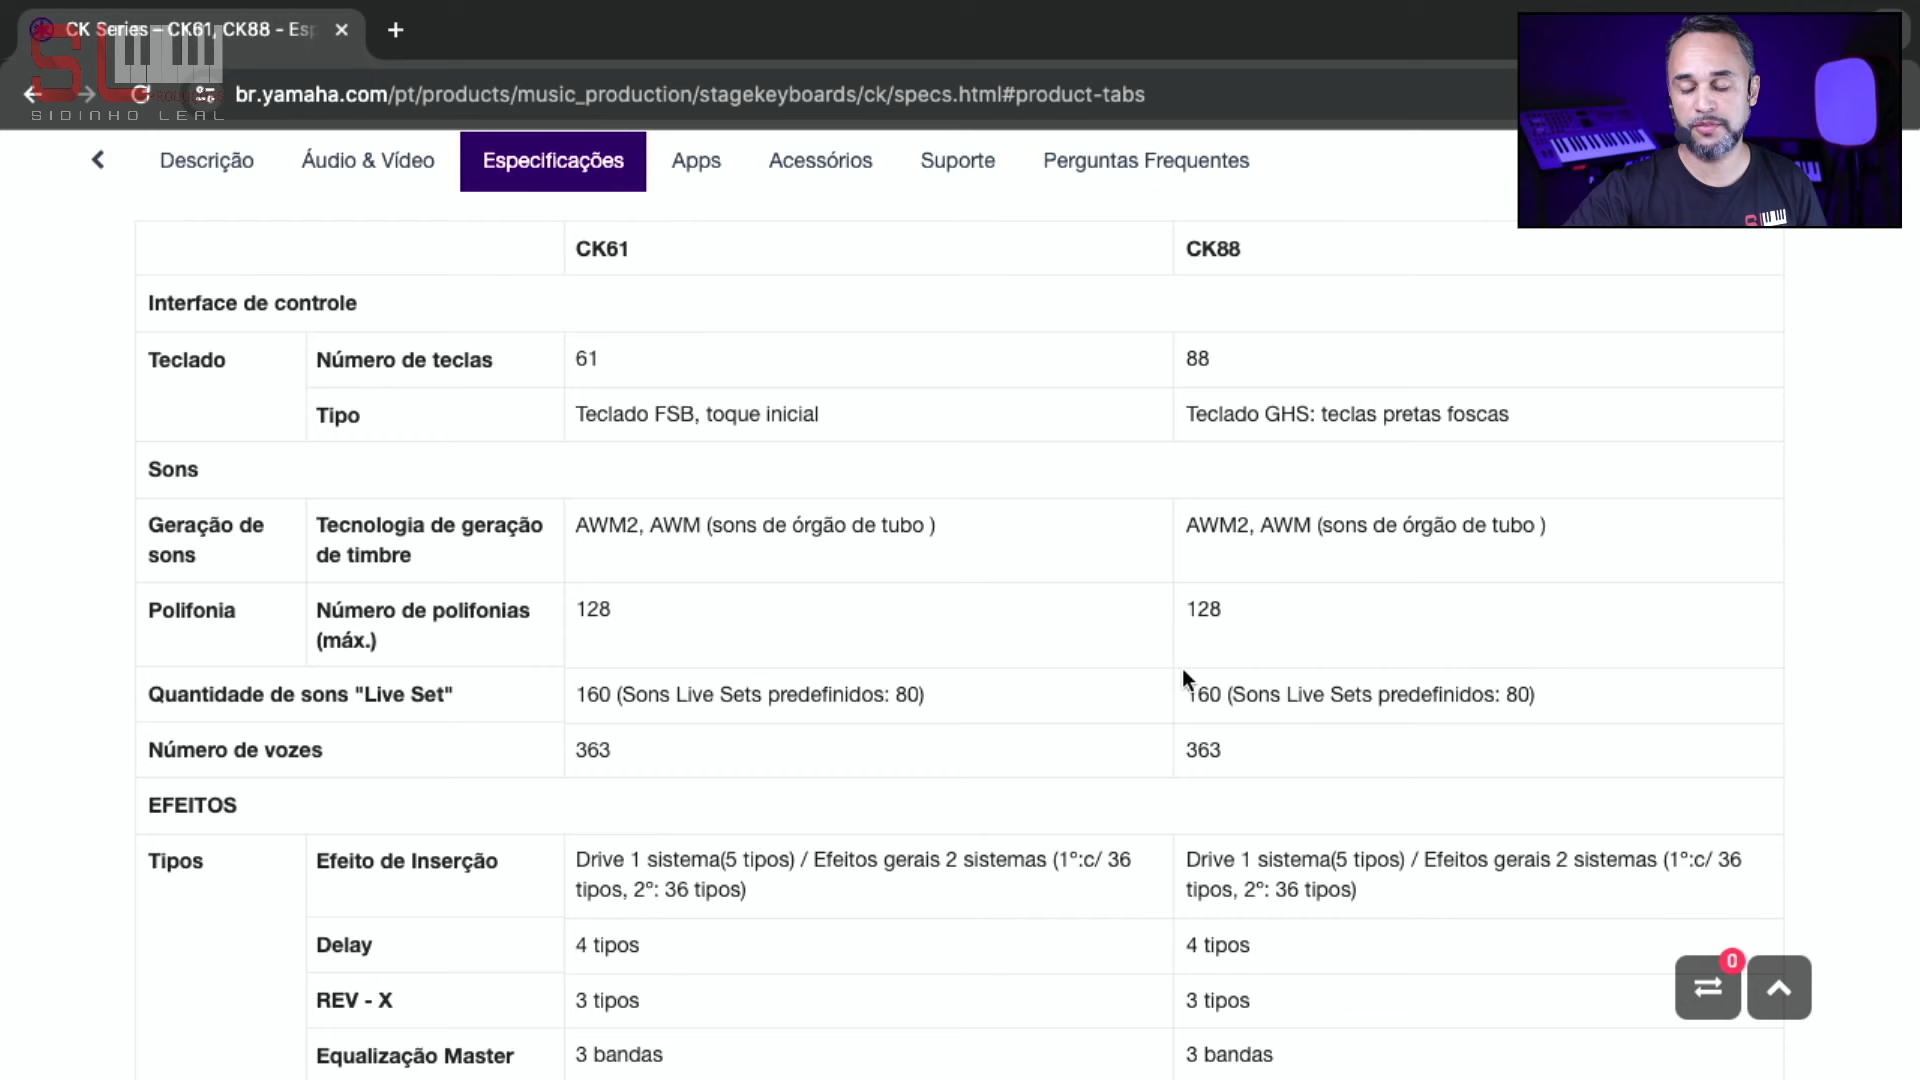 CK Series – CK61, CK88 - Esp
br.yamaha.com/pt/products/music_production/stagekeyboards/ck/specs.html#product-tabs
SL
SIDINHO LEAL
Descrição Áudio & Vídeo Especificações Apps Acessórios Suporte Perguntas Frequentes
CK61 CK88
Interface de controle
Teclado Número de teclas 61 88
Tipo Teclado FSB, toque inicial Teclado GHS: teclas pretas foscas
Sons
Geração de sons Tecnologia de geração de timbre AWM2, AWM (sons de órgão de tubo ) AWM2, AWM (sons de órgão de tubo )
Polifonia Número de polifonias (máx.) 128 128
Quantidade de sons "Live Set" 160 (Sons Live Sets predefinidos: 80) 160 (Sons Live Sets predefinidos: 80)
Número de vozes 363 363
EFEITOS
Tipos Efeito de Inserção Drive 1 sistema(5 tipos) / Efeitos gerais 2 sistemas (1º:c/ 36 tipos, 2º: 36 tipos) Drive 1 sistema(5 tipos) / Efeitos gerais 2 sistemas (1º:c/ 36 tipos, 2º: 36 tipos)
Delay 4 tipos 4 tipos
0
REV - X 3 tipos 3 tipos
Equalização Master 3 bandas 3 bandas